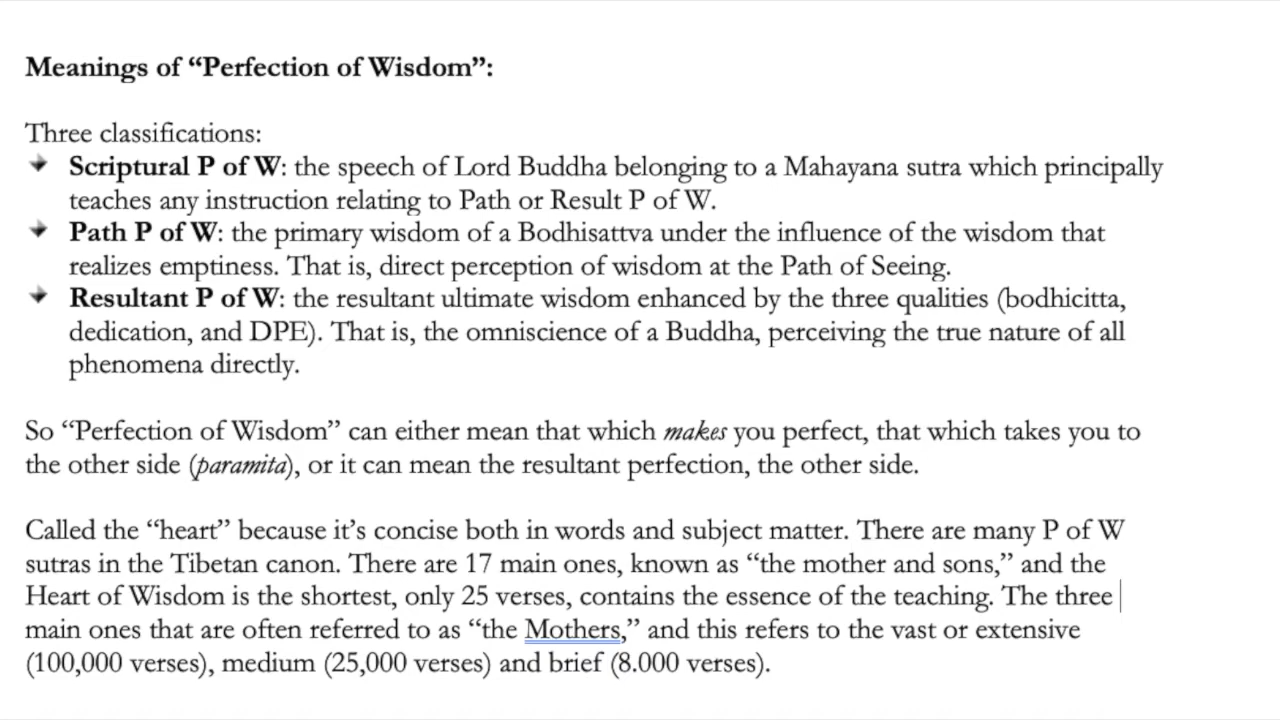 Meanings of “Perfection of Wisdom”:
Three classifications:
Scriptural P of W: the speech of Lord Buddha belonging to a Mahayana sutra which principally
teaches any instruction relating to Path or Result P of W.
Path P of W: the primary wisdom of a Bodhisattva under the influence of the wisdom that
realizes emptiness. That is, direct perception of wisdom at the Path of Seeing.
Resultant P of W: the resultant ultimate wisdom enhanced by the three qualities (bodhicitta,
dedication, and DPE). That is, the omniscience of a Buddha, perceiving the true nature of all
phenomena directly.
So “Perfection of Wisdom” can either mean that which makes you perfect, that which takes you to
the other side (paramita), or it can mean the resultant perfection, the other side.
Called the “heart” because it’s concise both in words and subject matter. There are many P of W
sutras in the Tibetan canon. There are 17 main ones, known as “the mother and sons,” and the
Heart of Wisdom is the shortest, only 25 verses, contains the essence of the teaching. The three
main ones that are often referred to as “the Mothers,” and this refers to the vast or extensive
(100,000 verses), medium (25,000 verses) and brief (8.000 verses).